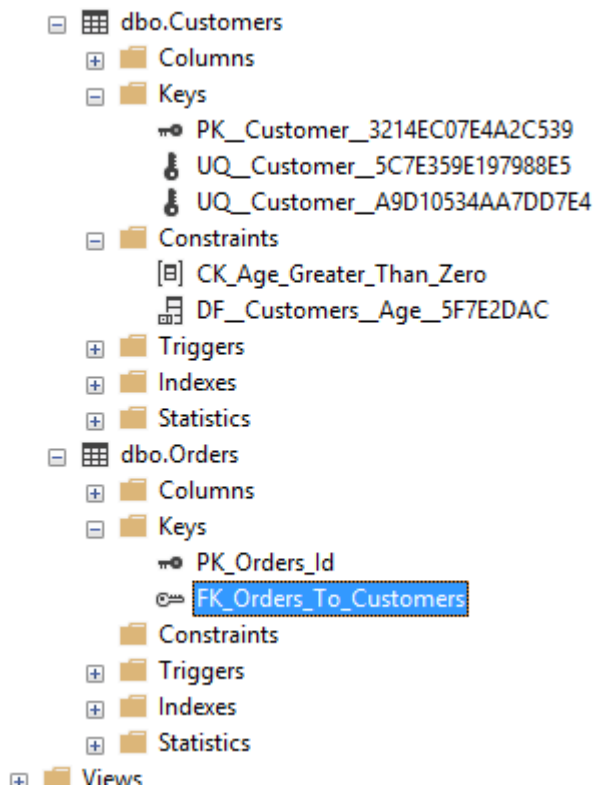 dbo.Customers
Columns
Keys
PK__Customer__3214EC07E4A2C539
UQ__Customer__5C7E359E197988E5
UQ__Customer__A9D10534AA7DD7E4
Constraints
CK_Age_Greater_Than_Zero
DF__Customers__Age__5F7E2DAC
Triggers
Indexes
Statistics
dbo.Orders
Columns
Keys
PK_Orders_Id
FK_Orders_To_Customers
Constraints
Triggers
Indexes
Statistics
Views